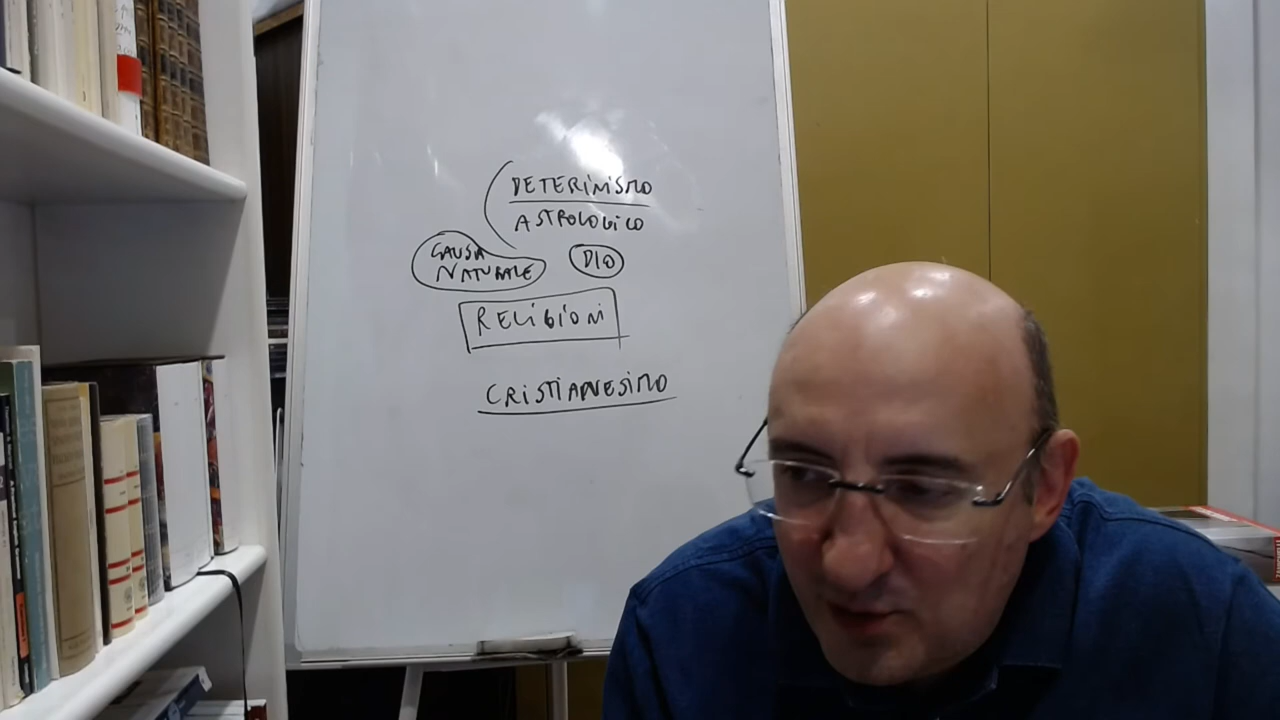 DETERMINISMO
ASTROLOGICO
CAUSA
NATURALE
DIO
RELIGIONI
CRISTIANESIMO